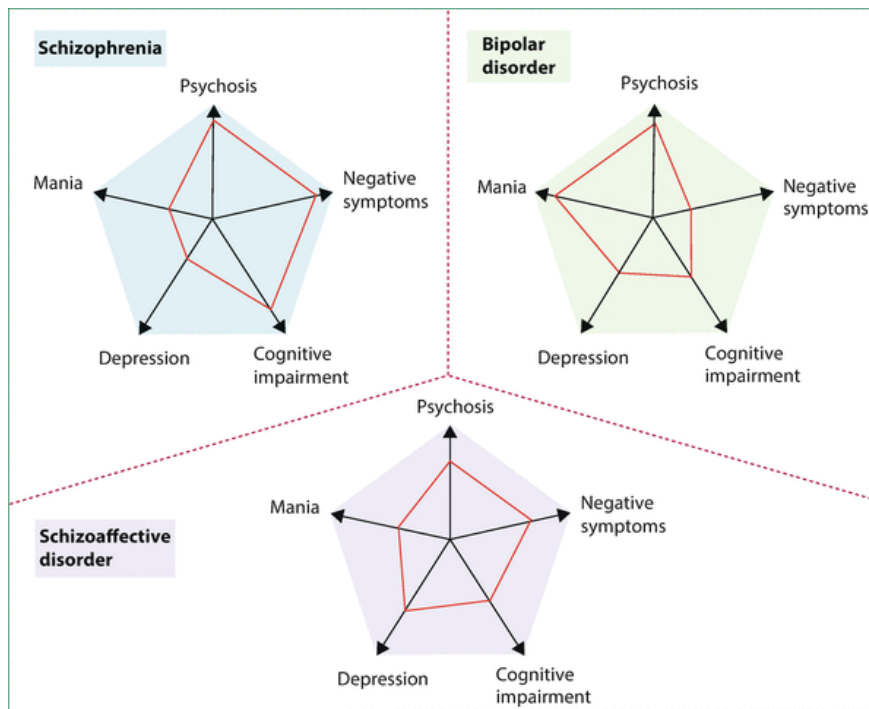 Schizophrenia
Psychosis
Mania
Negative
symptoms
Depression
Cognitive
impairment
Bipolar
disorder
Psychosis
Mania
Negative
symptoms
Depression
Cognitive
impairment
Schizoaffective
disorder
Psychosis
Mania
Negative
symptoms
Depression
Cognitive
impairment